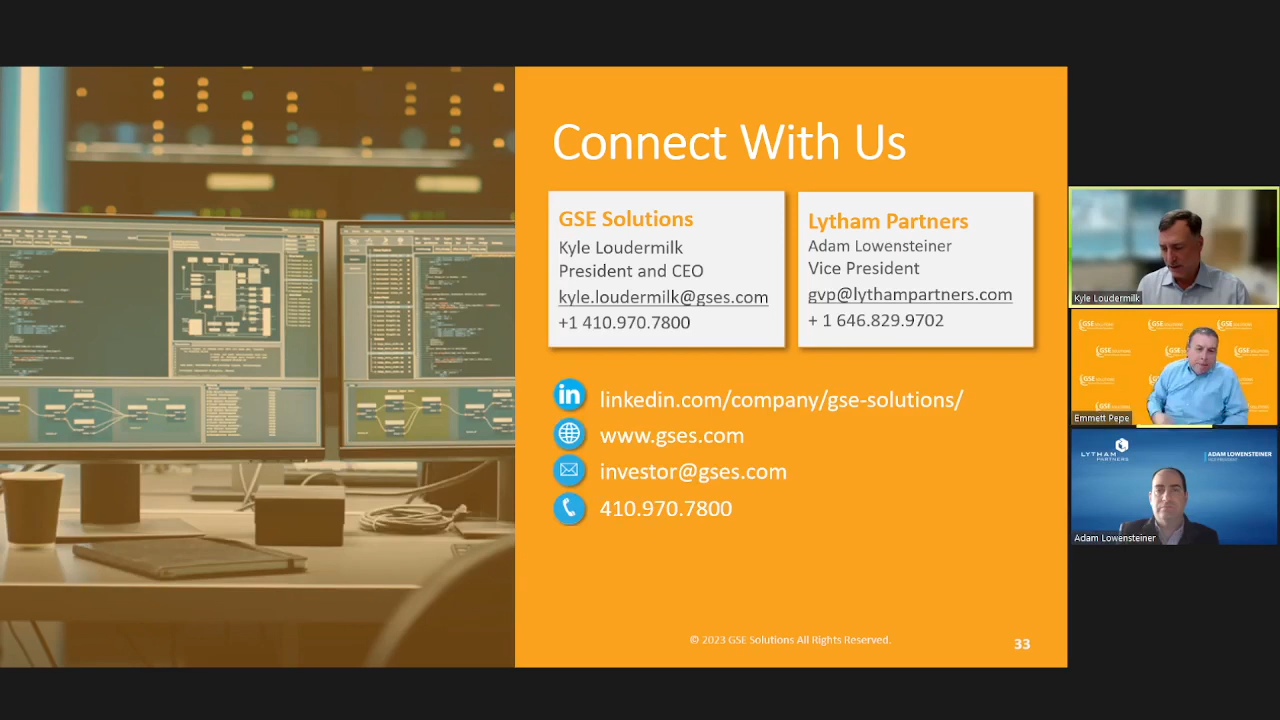 Connect With Us
GSE Solutions
Kyle Loudermilk
President and CEO
kyle.loudermilk@gses.com
+1 410.970.7800
Lytham Partners
Adam Lowensteiner
Vice President
gvp@lythampartners.com
+ 1 646.829.9702
in
linkedin.com/company/gse-solutions/
www.gses.com
investor@gses.com
410.970.7800
© 2023 GSE Solutions All Rights Reserved.
33
Kyle Loudermilk
GSE SOLUTIONS
Emmett Pepe
LYTHAM
PARTNERS
ADAM LOWENSTEINER
Adam Lowensteiner